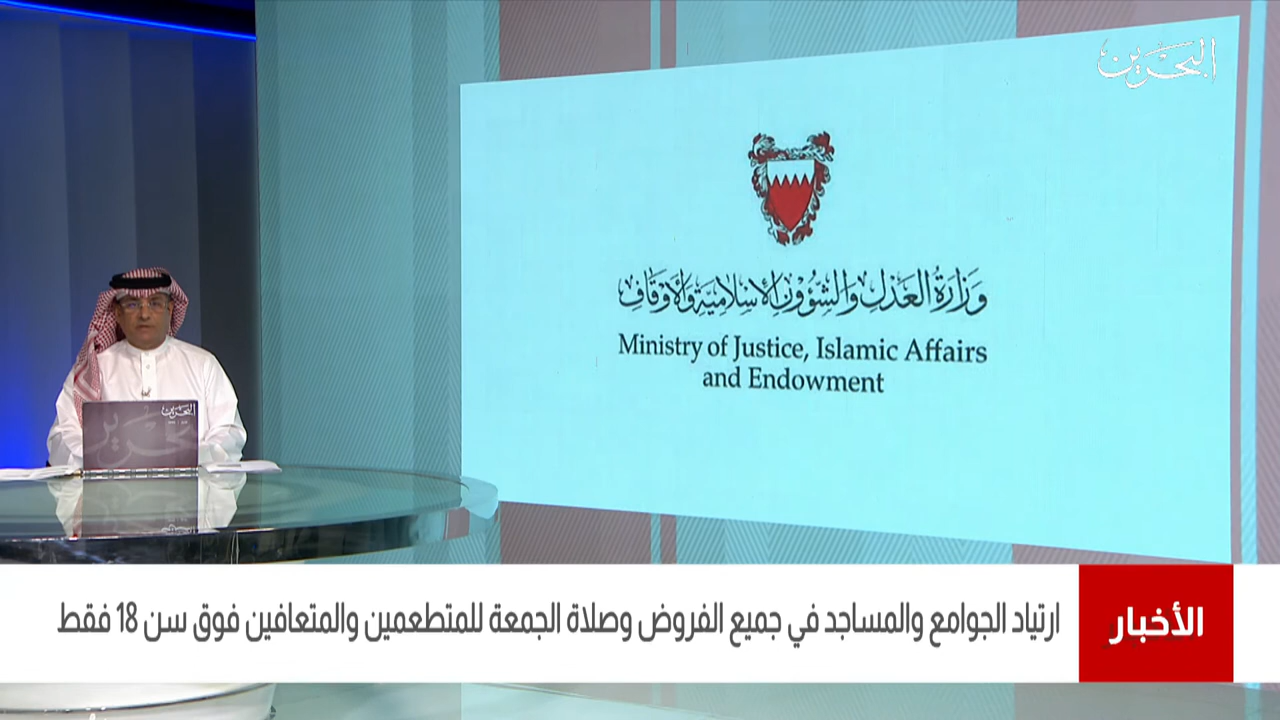 البحرين
وزارة العدل والشؤون الإسلامية والأوقاف
Ministry of Justice, Islamic Affairs
and Endowment
البحرين
الأخبار
ارتياد الجوامع والمساجد في جميع الفروض وصلاة الجمعة للمتطعمين والمتعافين فوق سن 18 فقط